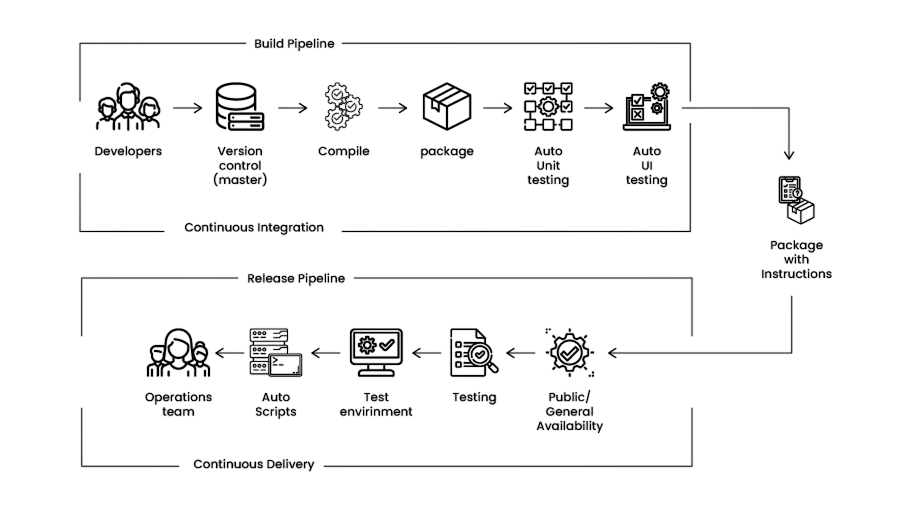 Build Pipeline
Developers
Version
control
(master)
Compile
package
Auto
Unit
testing
Auto
UI
testing
Continuous Integration
Package
with
Instructions
Release Pipeline
Operations
team
Auto
Scripts
Test
envirinment
Testing
Public/
General
Availability
Continuous Delivery